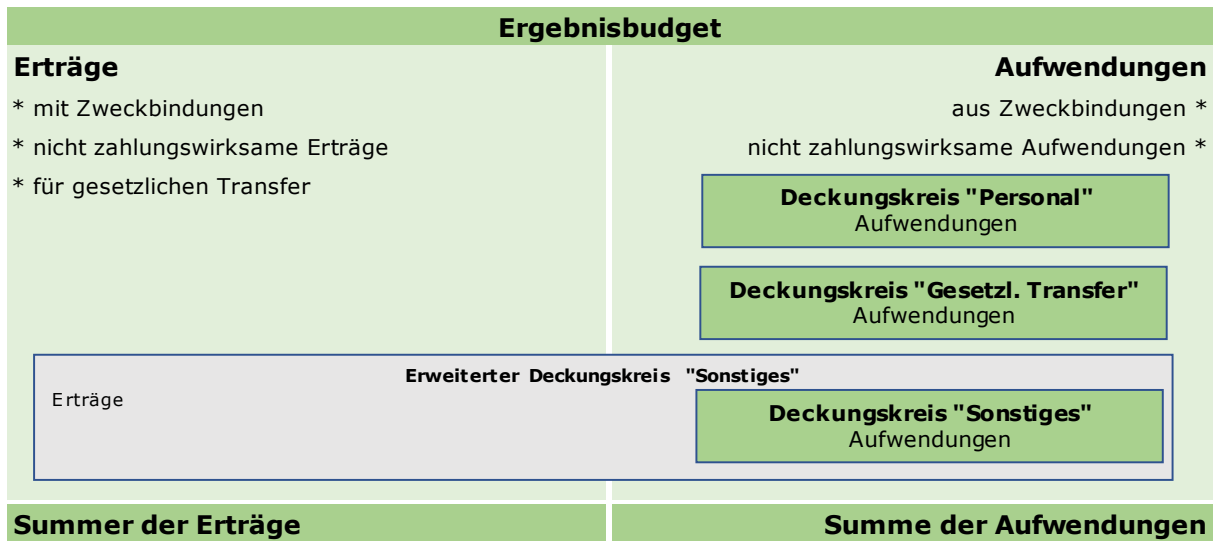 Ergebnisbudget
Erträge
Aufwendungen
* mit Zweckbindungen
aus Zweckbindungen *
* nicht zahlungswirksame Erträge
nicht zahlungswirksame Aufwendungen *
* für gesetzlichen Transfer
Deckungskreis "Personal"
Aufwendungen
Deckungskreis "Gesetzl. Transfer"
Aufwendungen
Erweiterter Deckungskreis "Sonstiges"
Erträge
Deckungskreis "Sonstiges"
Aufwendungen
Summer der Erträge
Summe der Aufwendungen